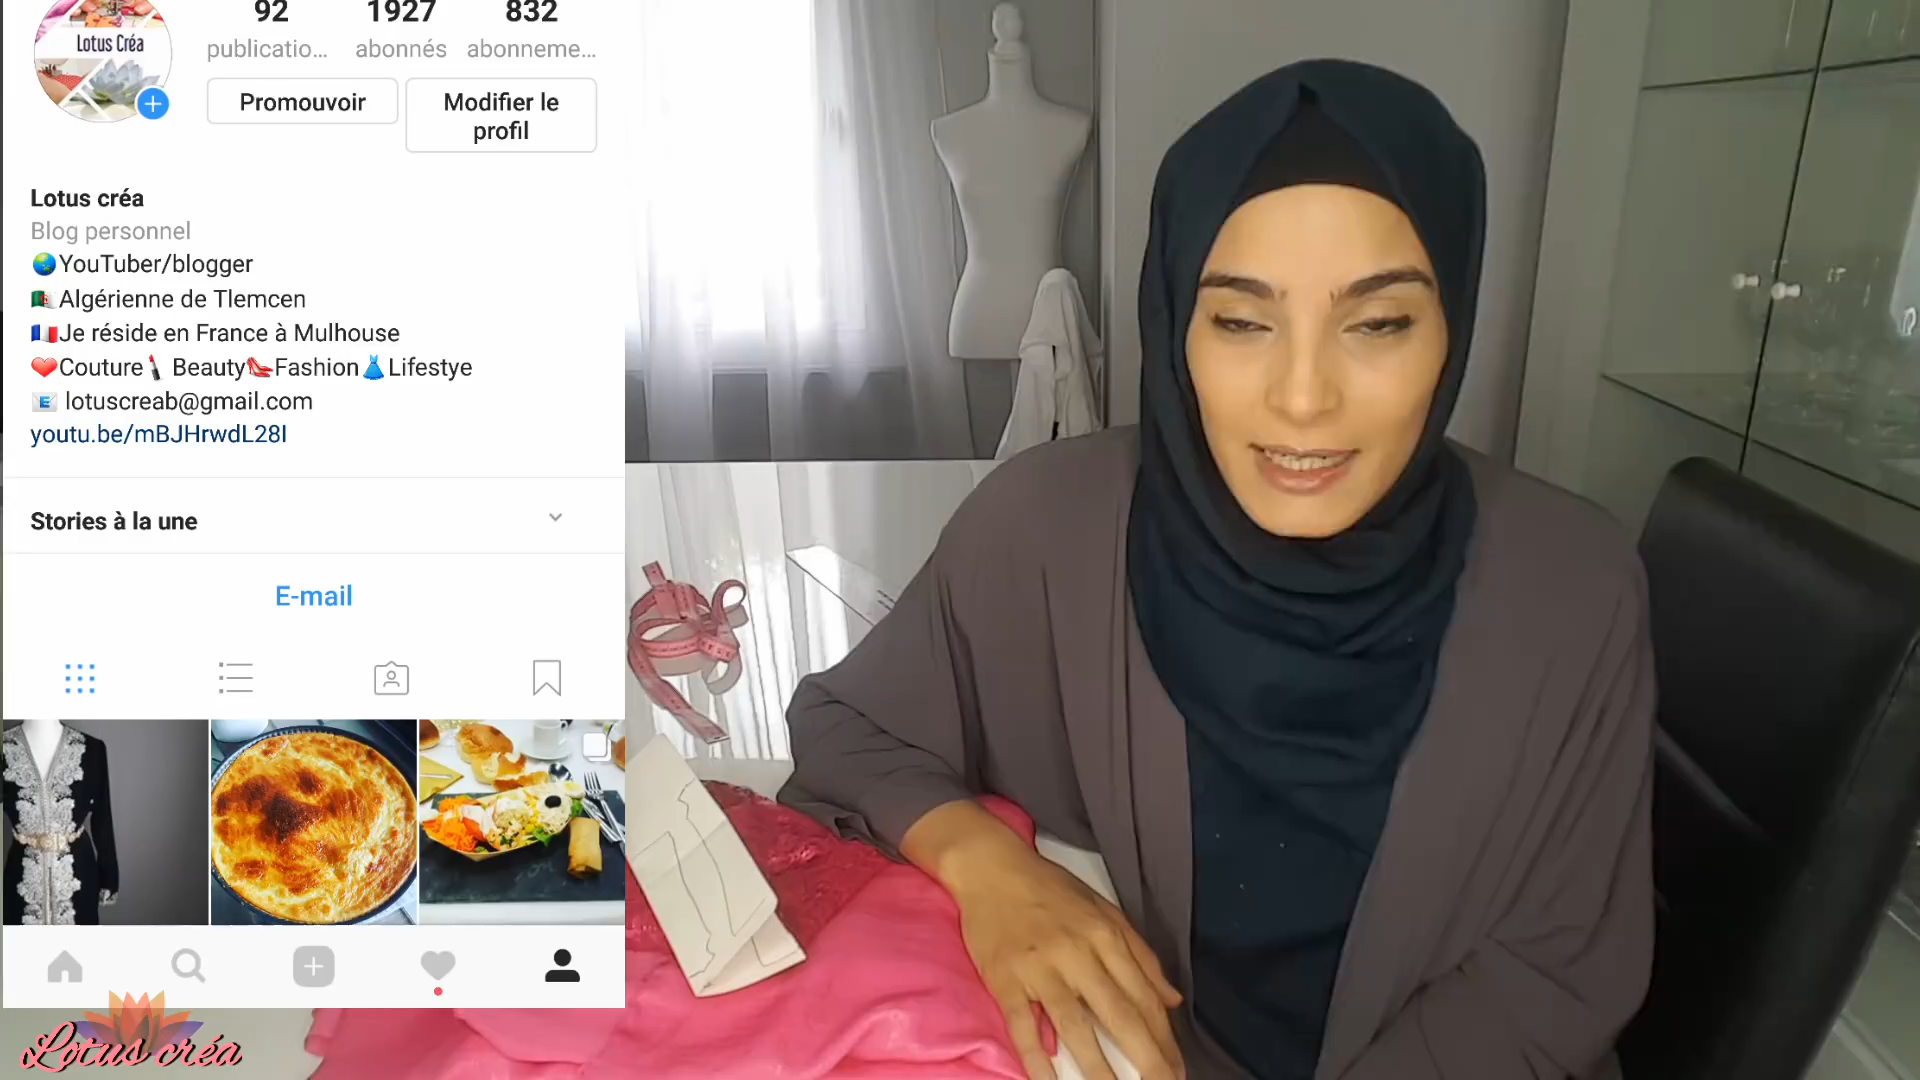 92 1927 832
publicatio... abonnés abonneme...
Lotus Créa
Promouvoir
Modifier le
profil
Lotus créa
Blog personnel
YouTuber/blogger
Algérienne de Tlemcen
Je réside en France à Mulhouse
Couture Beauty Fashion Lifestye
lotuscreab@gmail.com
youtu.be/mBJHrwdL28I
Stories à la une
E-mail
Lotus créa